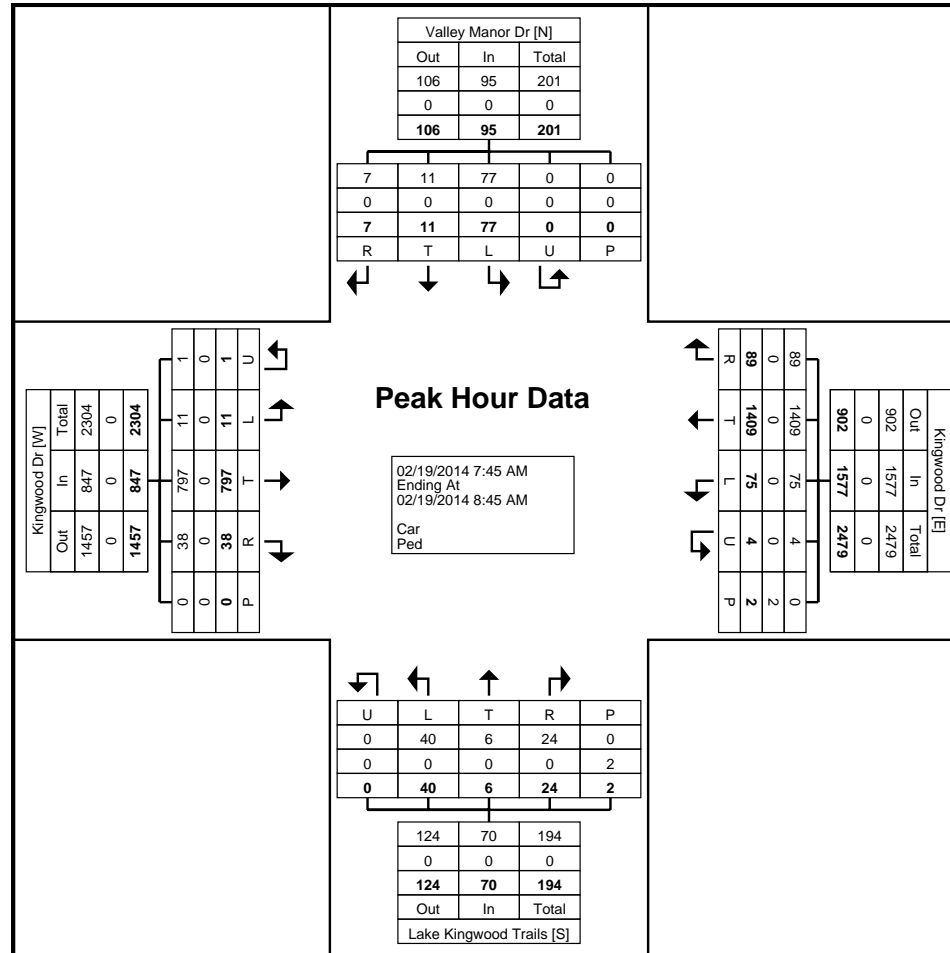 Valley Manor Dr [N]
Out In Total
106 95 201
0 0 0
106 95 201
7 11 77 0 0
0 0 0 0 0
7 11 77 0 0
R T L U P
Kingwood Dr [W]
Total In Out
2304 847 1457
0 0 0
2304 847 1457
1 11 797 38 0
0 0 0 0 0
1 11 797 38 0
U L T R P
Peak Hour Data
02/19/2014 7:45 AM
Ending At
02/19/2014 8:45 AM
Car
Ped
R T L U P
89 1409 75 4 2
0 0 0 0 2
89 1409 75 4 0
902 1577 2479
0 0 0
902 1577 2479
Out In Total
Kingwood Dr [E]
U L T R P
0 40 6 24 0
0 0 0 0 2
0 40 6 24 2
124 70 194
0 0 0
124 70 194
Out In Total
Lake Kingwood Trails [S]